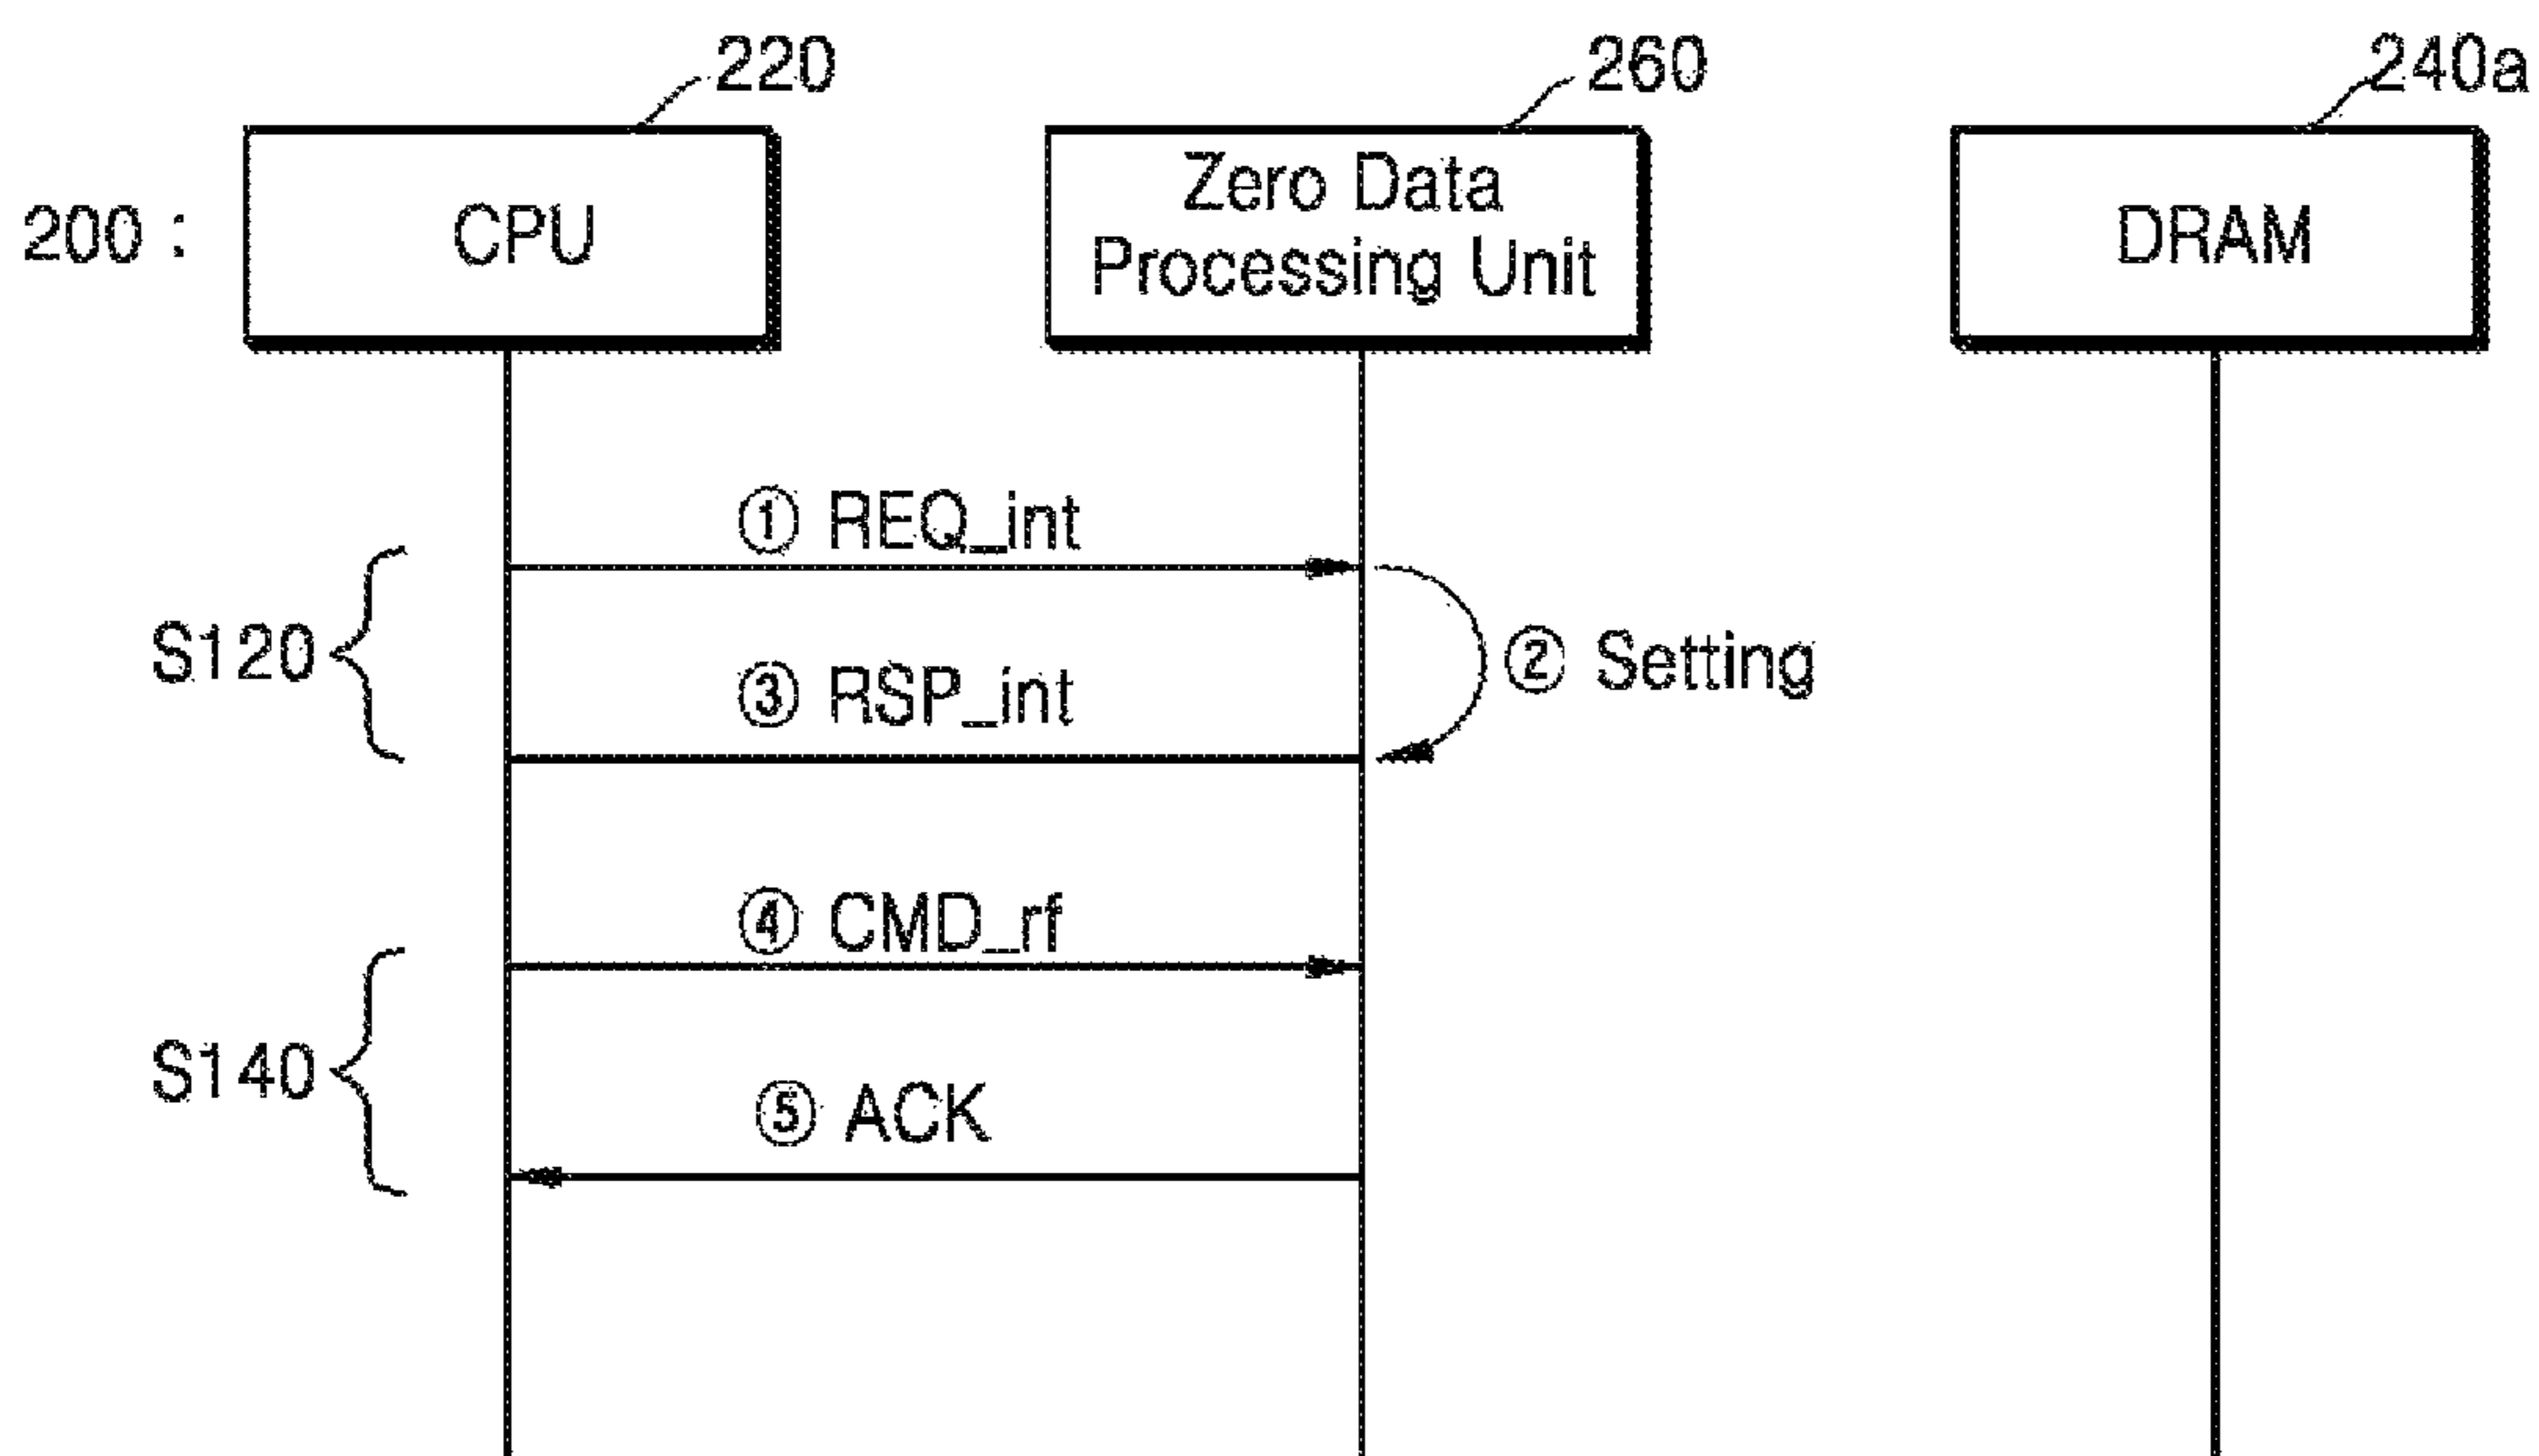 220
260
240a
200 :
CPU
Zero Data
Processing Unit
DRAM
① REQ_int
S120
② Setting
③ RSP_int
④ CMD_rf
S140
⑤ ACK